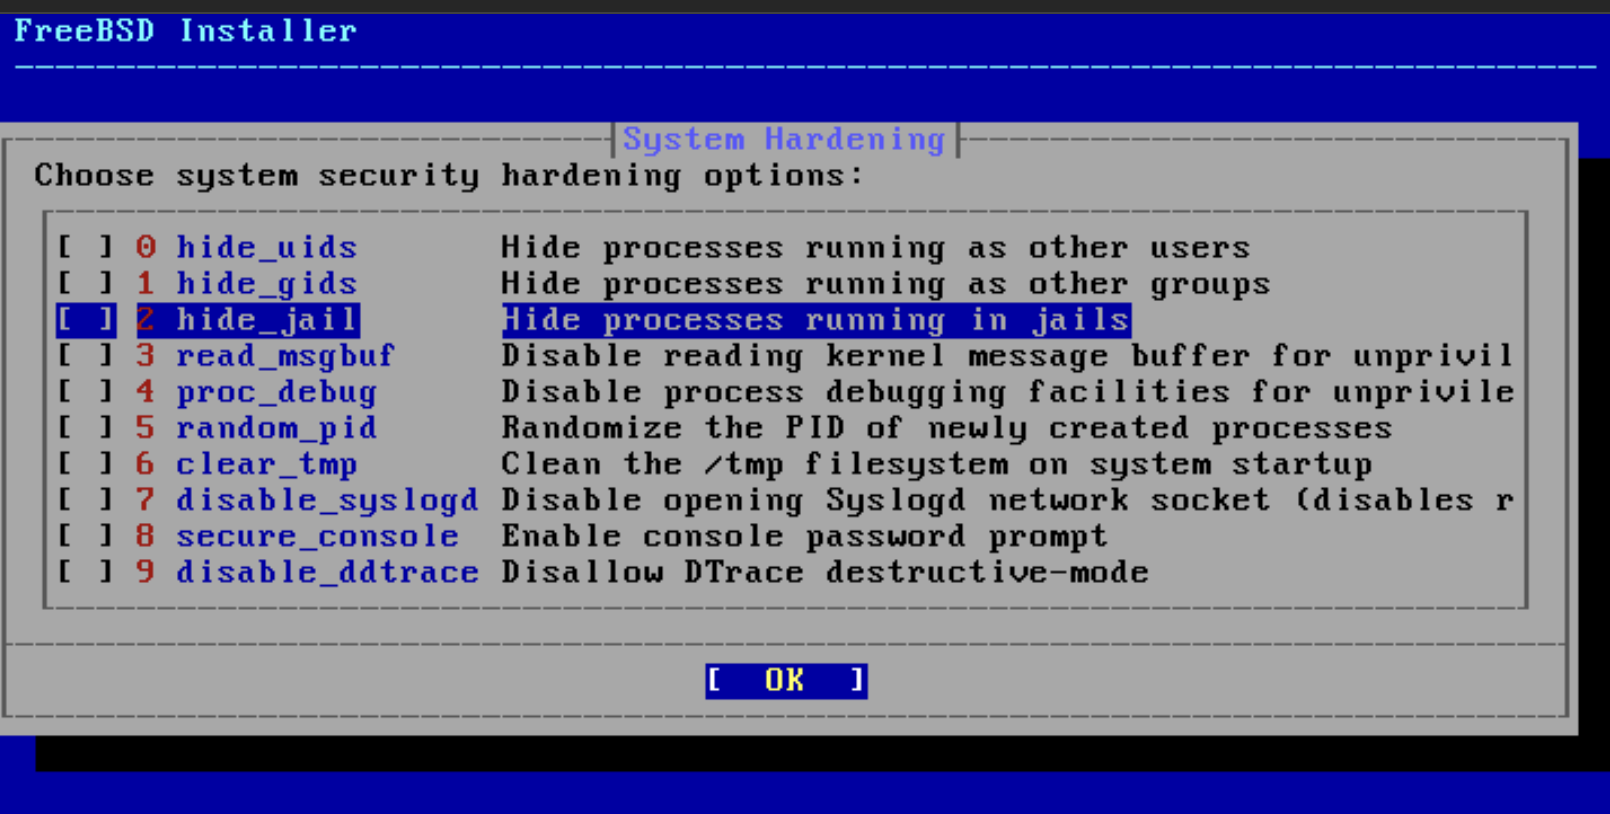 FreeBSD Installer
System Hardening
Choose system security hardening options:
[ ] 0 hide_uids Hide processes running as other users
[ ] 1 hide_gids Hide processes running as other groups
[ ] 2 hide_jail Hide processes running in jails
[ ] 3 read_msgbuf Disable reading kernel message buffer for unprivil
[ ] 4 proc_debug Disable process debugging facilities for unprivile
[ ] 5 random_pid Randomize the PID of newly created processes
[ ] 6 clear_tmp Clean the /tmp filesystem on system startup
[ ] 7 disable_syslogd Disable opening Syslogd network socket (disables r
[ ] 8 secure_console Enable console password prompt
[ ] 9 disable_ddtrace Disallow DTrace destructive-mode
[ OK ]